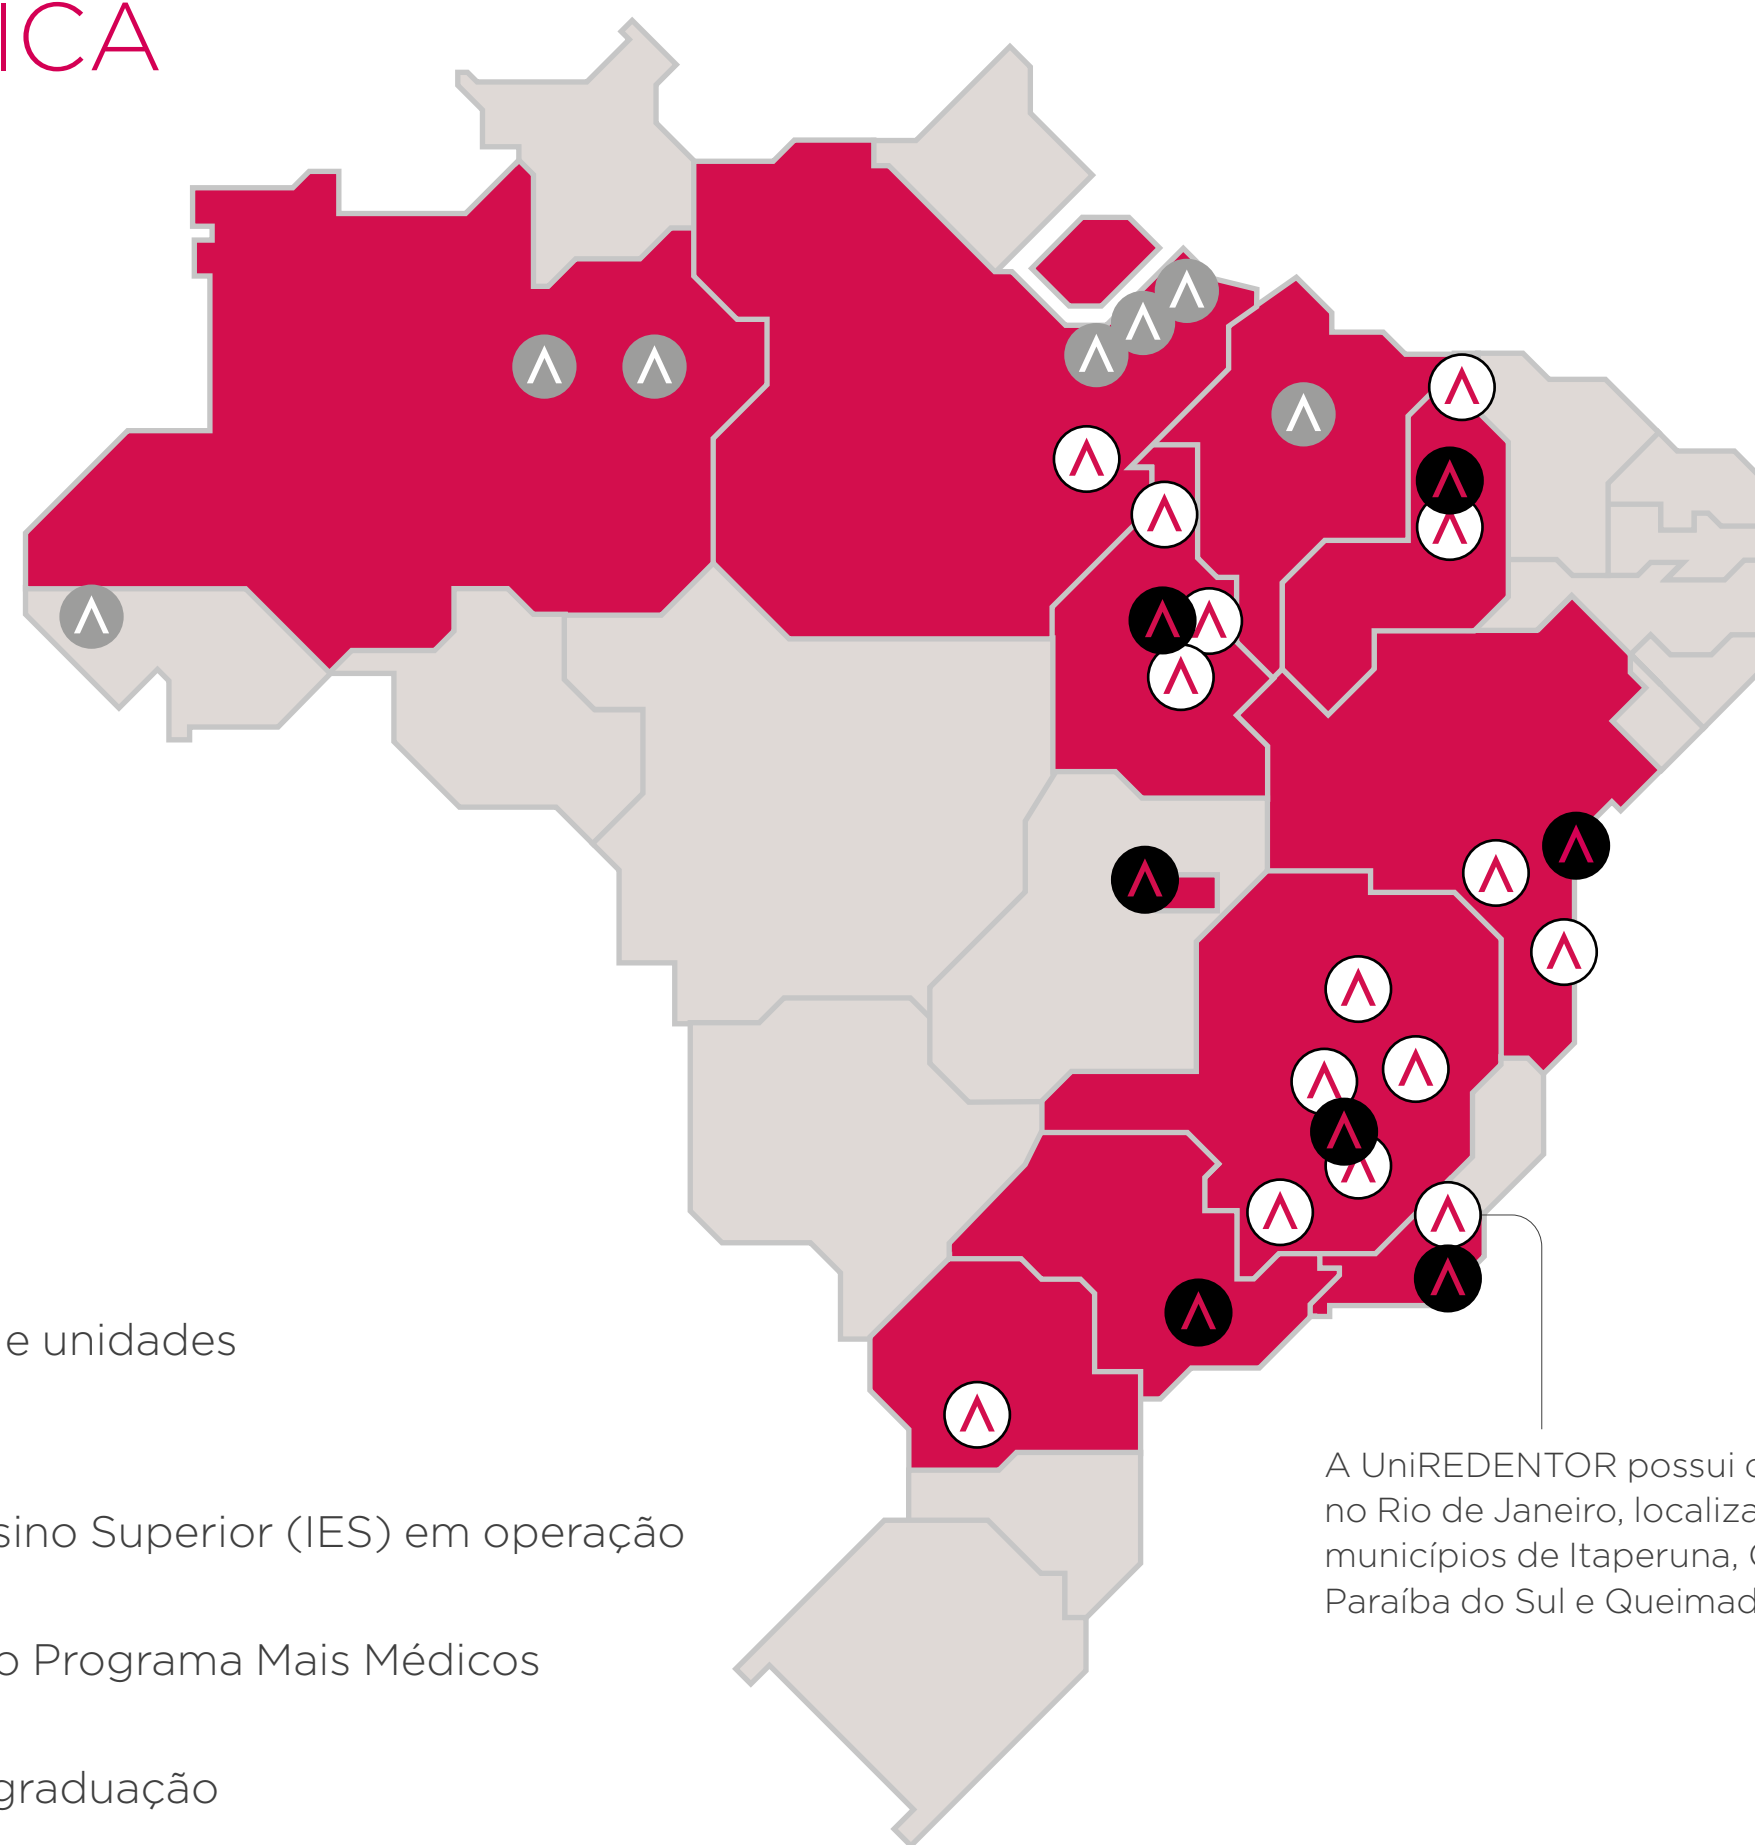 ICA
e unidades
sino Superior (IES) em operação
o Programa Mais Médicos
graduação
A UniREDENTOR possui
no Rio de Janeiro, localiza
municípios de Itaperuna,
Paraíba do Sul e Queimad